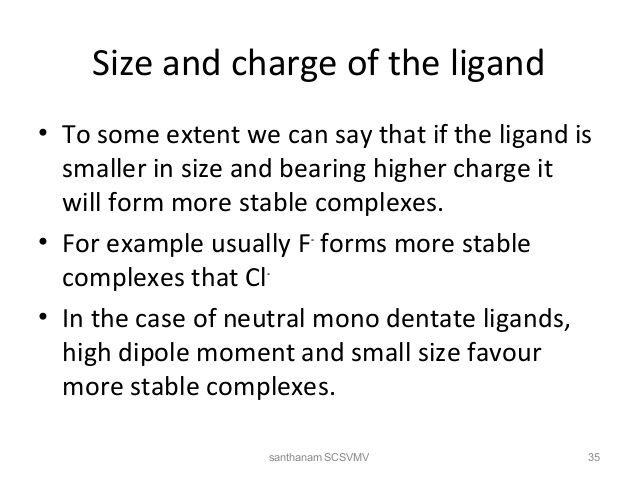 Size and charge of the ligand
• To some extent we can say that if the ligand is
smaller in size and bearing higher charge it
will form more stable complexes.
• For example usually F- forms more stable
complexes that Cl-
• In the case of neutral mono dentate ligands,
high dipole moment and small size favour
more stable complexes.
santhanam SCSVMV
35